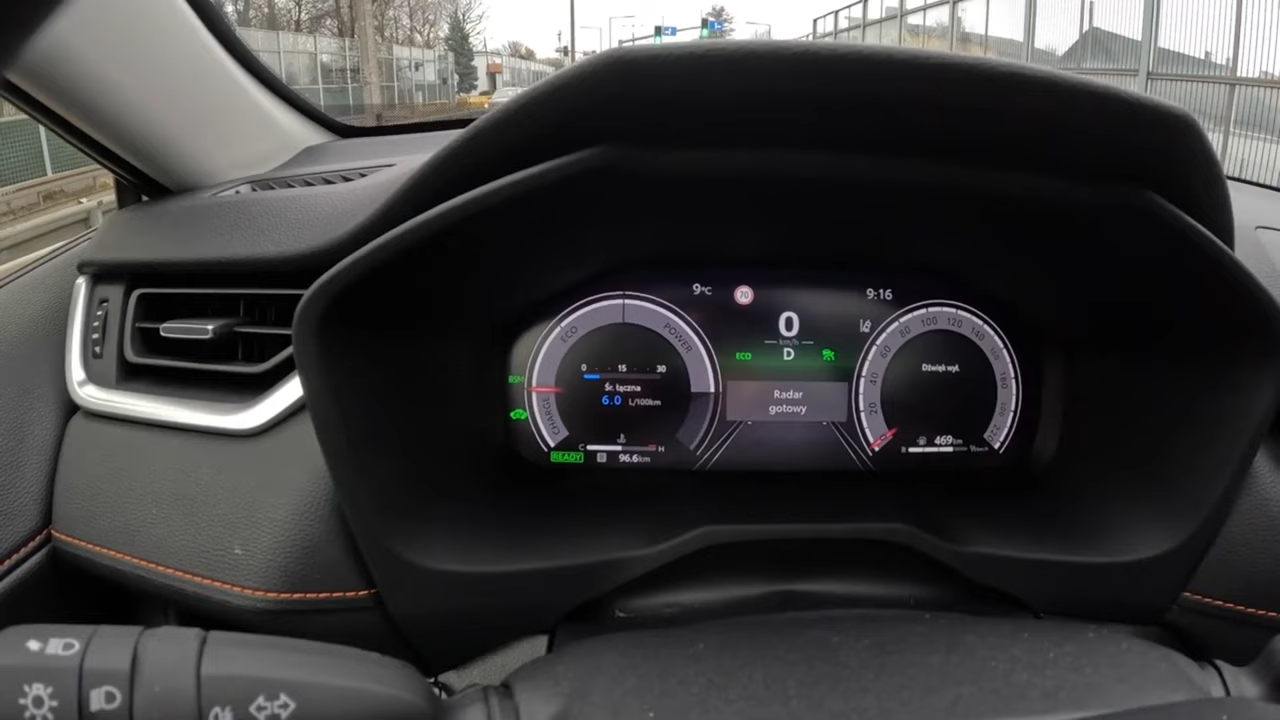 9°C
70
9:16
0
km/h
ECO
D
Radar
gotowy
BSM
ECO
POWER
CHARGE
0 15 30
Śr. łączna
6.0 L/100km
C H
READY
96.6km
20
40
60
80
100
120
140
160
180
200
220
Dźwięk wył.
469km